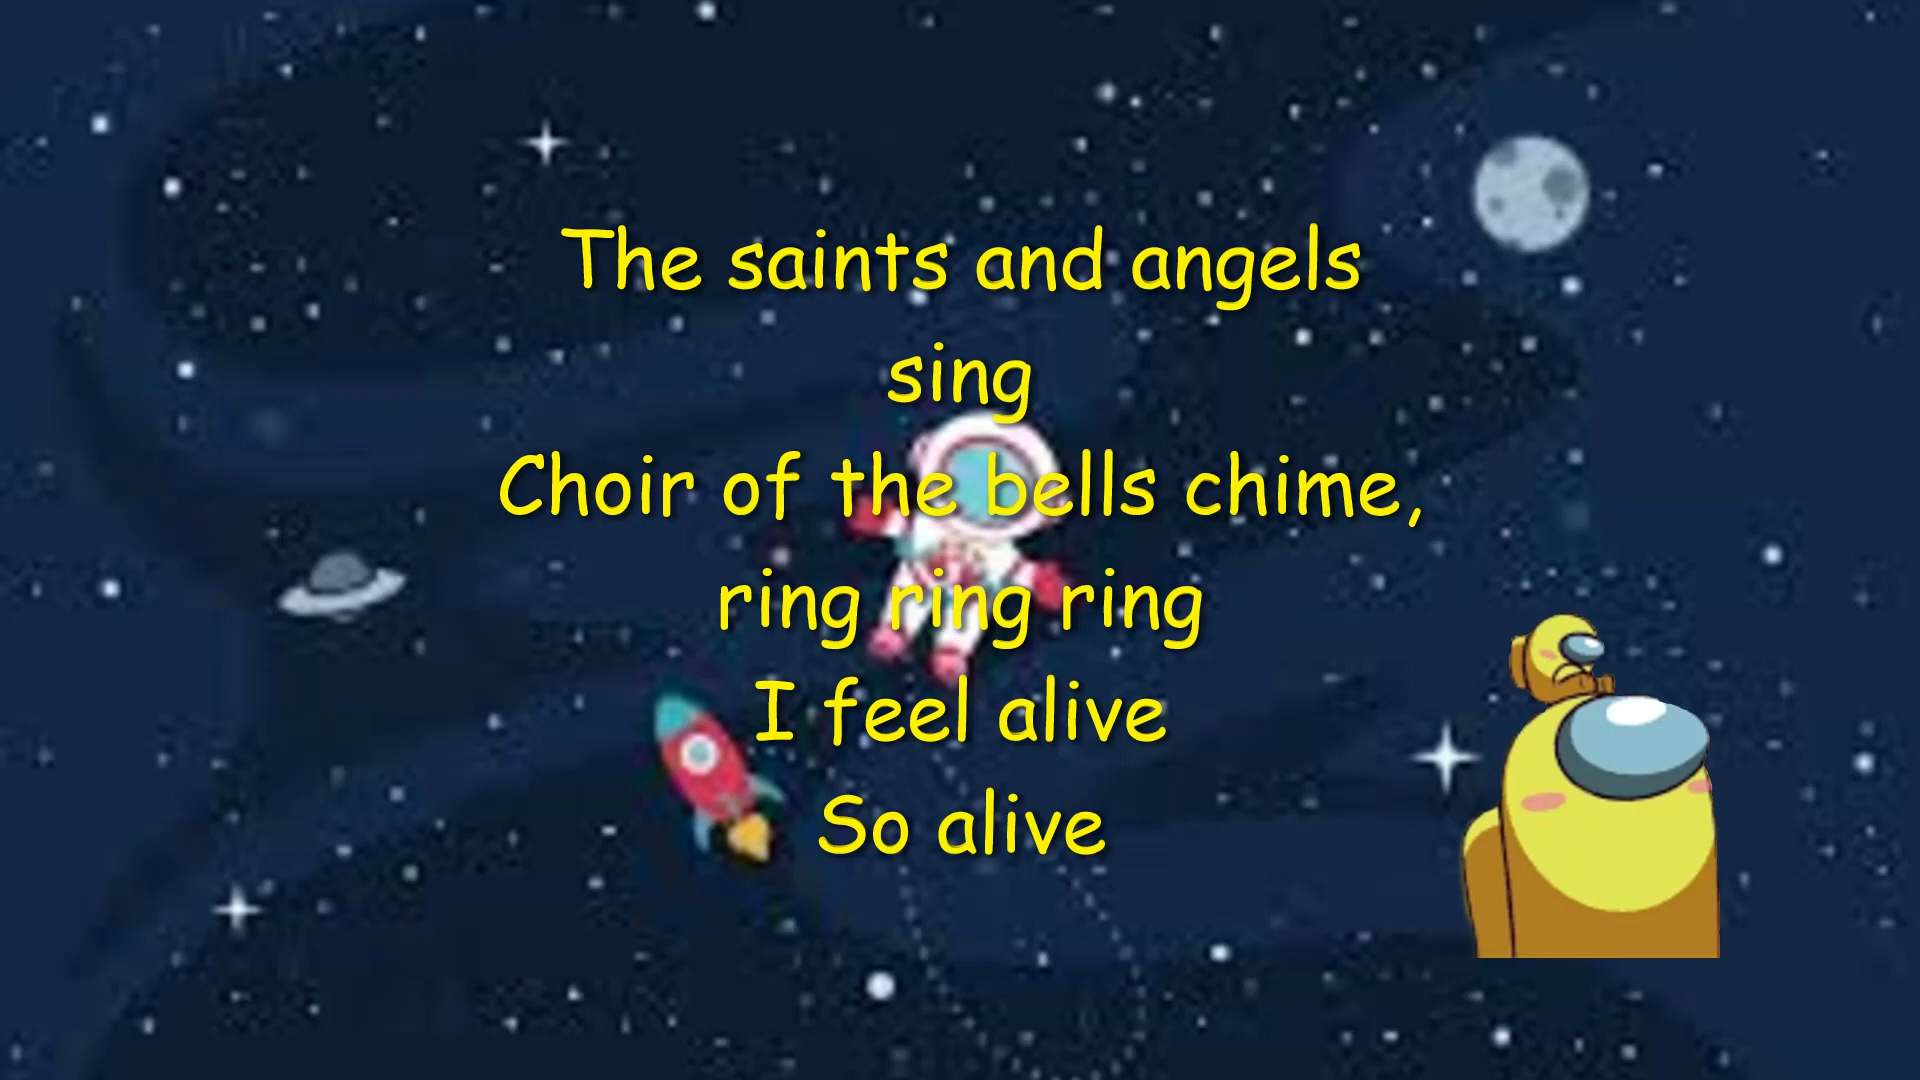 The saints and angels
sing
Choir of the bells chime,
ring ring ring
I feel alive
So alive